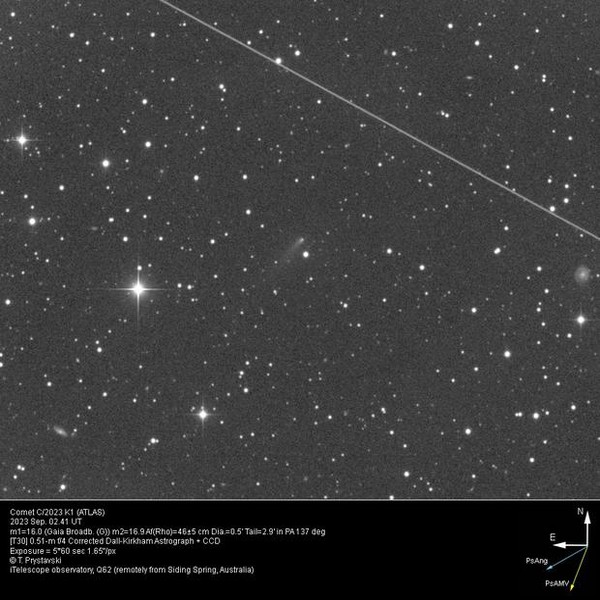 Comet C/2023 K1 (ATLAS)
2023 Sep. 02.41 UT
m1=16.0 (Gaia Broadb. (G)) m2=16.9 Af(Rho)=46±5 cm Dia.=0.5' Tail=2.9' in PA 137 deg
[T30] 0.51-m f/4 Corrected Dall-Kirkham Astrograph + CCD
Exposure = 5*60 sec 1.65"/px
© T. Prystavski
iTelescope observatory, Q62 (remotely from Siding Spring, Australia)
N
E
PsAng
PsAMV